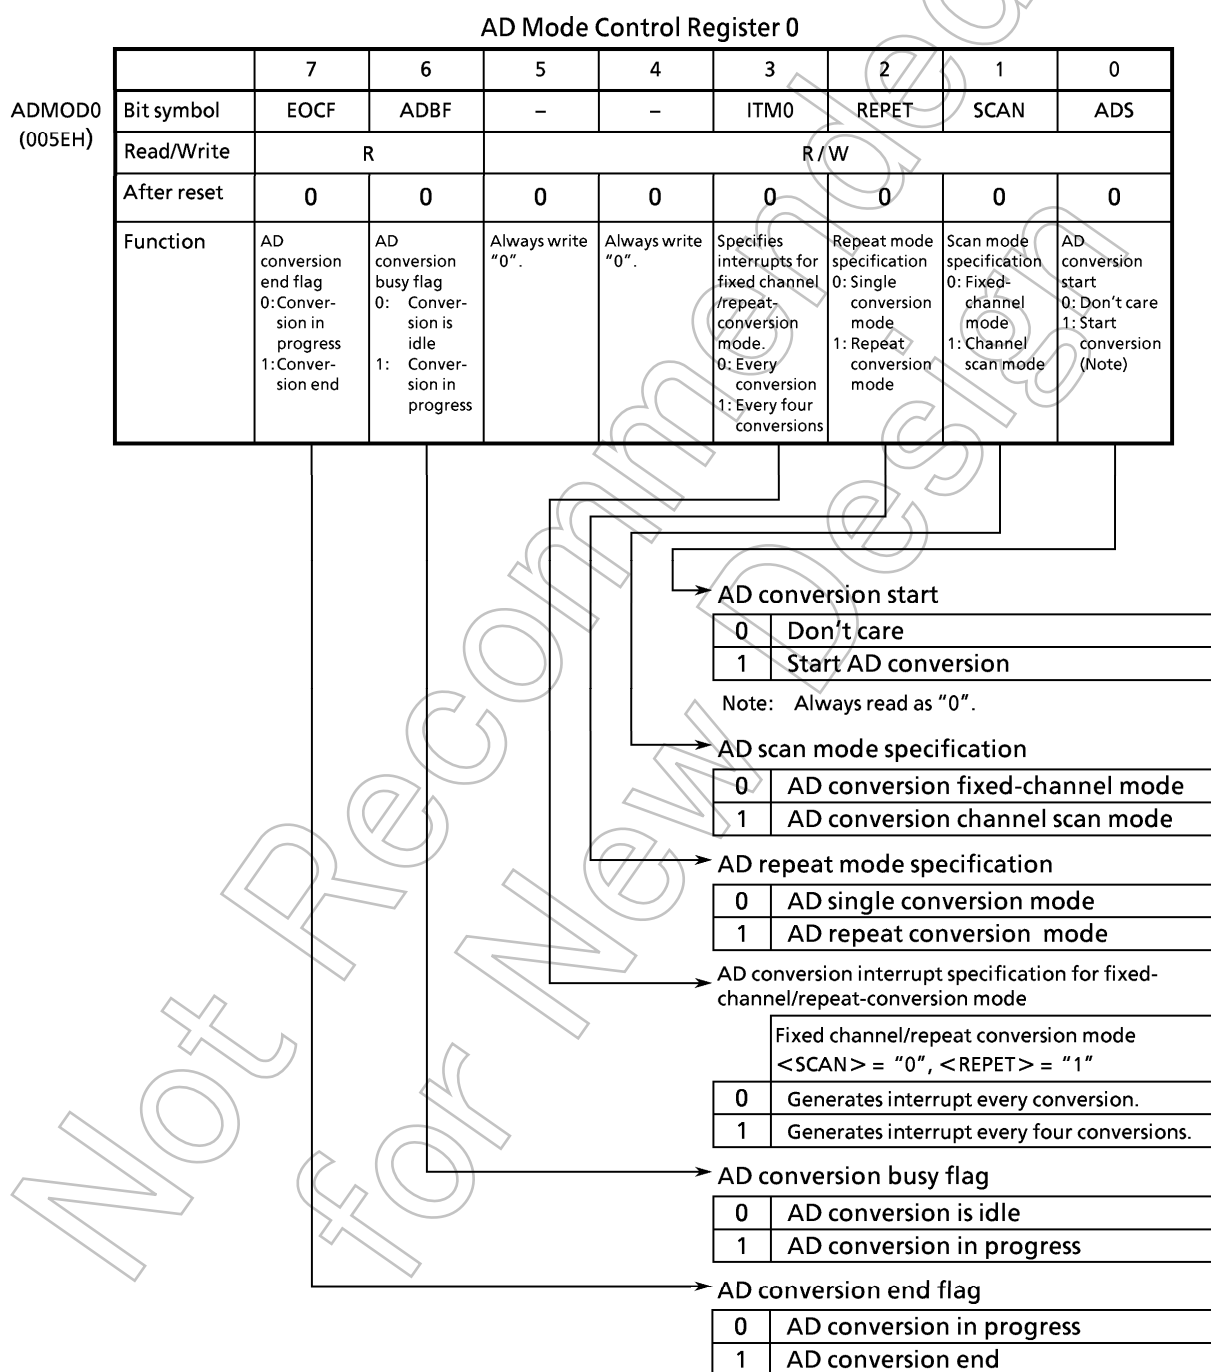 AD Mode Control Register 0
7 6 5 4 3 2 1 0
ADMOD0
(005EH)
Bit symbol EOCF ADBF – – ITM0 REPET SCAN ADS
Read/Write R R/W
After reset 0 0 0 0 0 0 0 0
Function
AD
conversion
end flag
0: Conver-
sion in
progress
1: Conver-
sion end
AD
conversion
busy flag
0: Conver-
sion is
idle
1: Conver-
sion in
progress
Always write
"0".
Always write
"0".
Specifies
interrupts for
fixed channel
/repeat-
conversion
mode.
0: Every
conversion
1: Every four
conversions
Repeat mode
specification
0: Single
conversion
mode
1: Repeat
conversion
mode
Scan mode
specification
0: Fixed-
channel
mode
1: Channel
scan mode
AD
conversion
start
0: Don't care
1: Start
conversion
(Note)
AD conversion start
0 Don't care
1 Start AD conversion
Note: Always read as "0".
AD scan mode specification
0 AD conversion fixed-channel mode
1 AD conversion channel scan mode
AD repeat mode specification
0 AD single conversion mode
1 AD repeat conversion mode
AD conversion interrupt specification for fixed-
channel/repeat-conversion mode
Fixed channel/repeat conversion mode
<SCAN> = "0", <REPET> = "1"
0 Generates interrupt every conversion.
1 Generates interrupt every four conversions.
AD conversion busy flag
0 AD conversion is idle
1 AD conversion in progress
AD conversion end flag
0 AD conversion in progress
1 AD conversion end
Not Recommended
for New Design